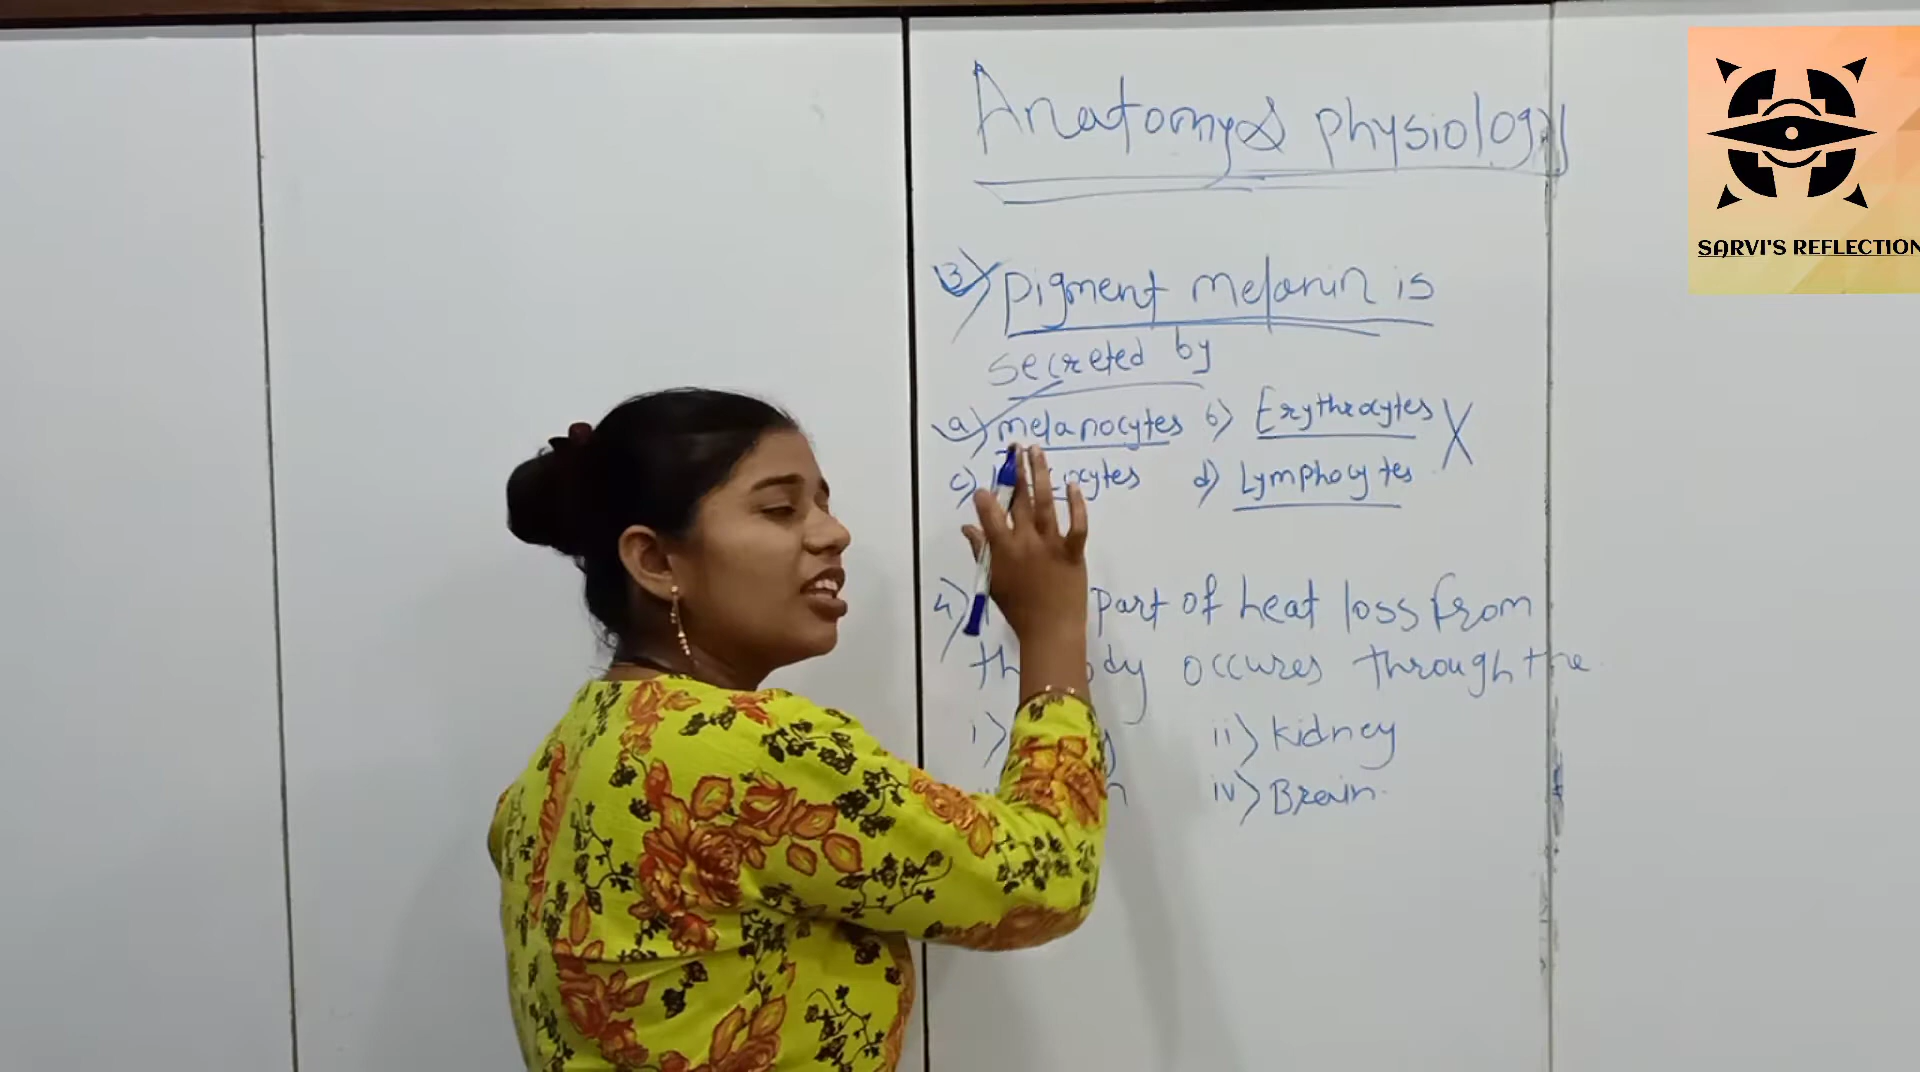 Anatomy & physiology
SARVI'S REFLECTION
3) pigment melanin is
secreted by
a) melanocytes b) Erythrocytes
c) d) Lymphocytes
4) part of heat loss from
occures through the
i) ii) kidney
iv) Brain